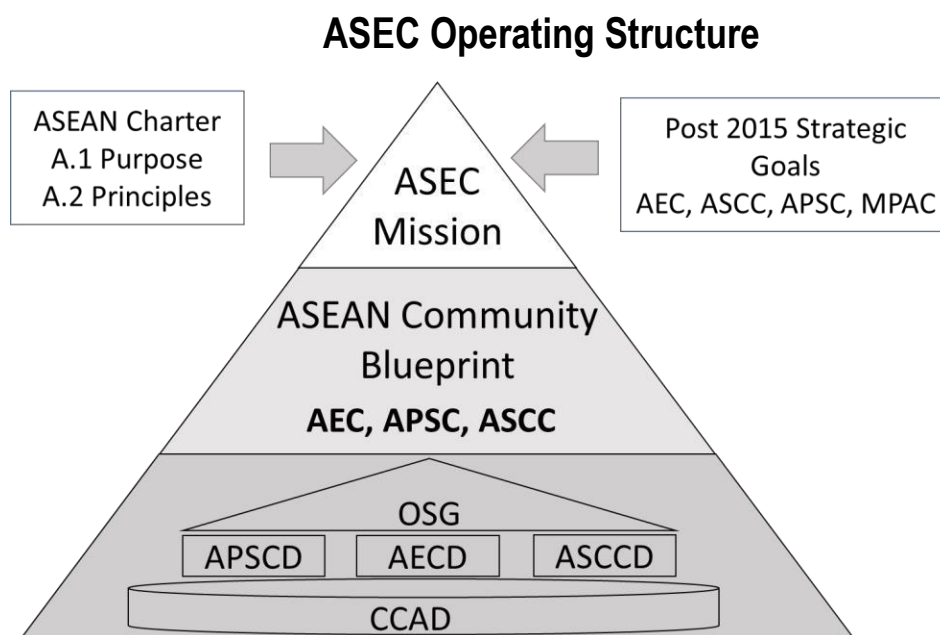 ASEC Operating Structure
ASEAN Charter
A.1 Purpose
A.2 Principles
Post 2015 Strategic
Goals
AEC, ASCC, APSC, MPAC
ASEC
Mission
ASEAN Community
Blueprint
AEC, APSC, ASCC
OSG
APSCD
AECD
ASCCD
CCAD